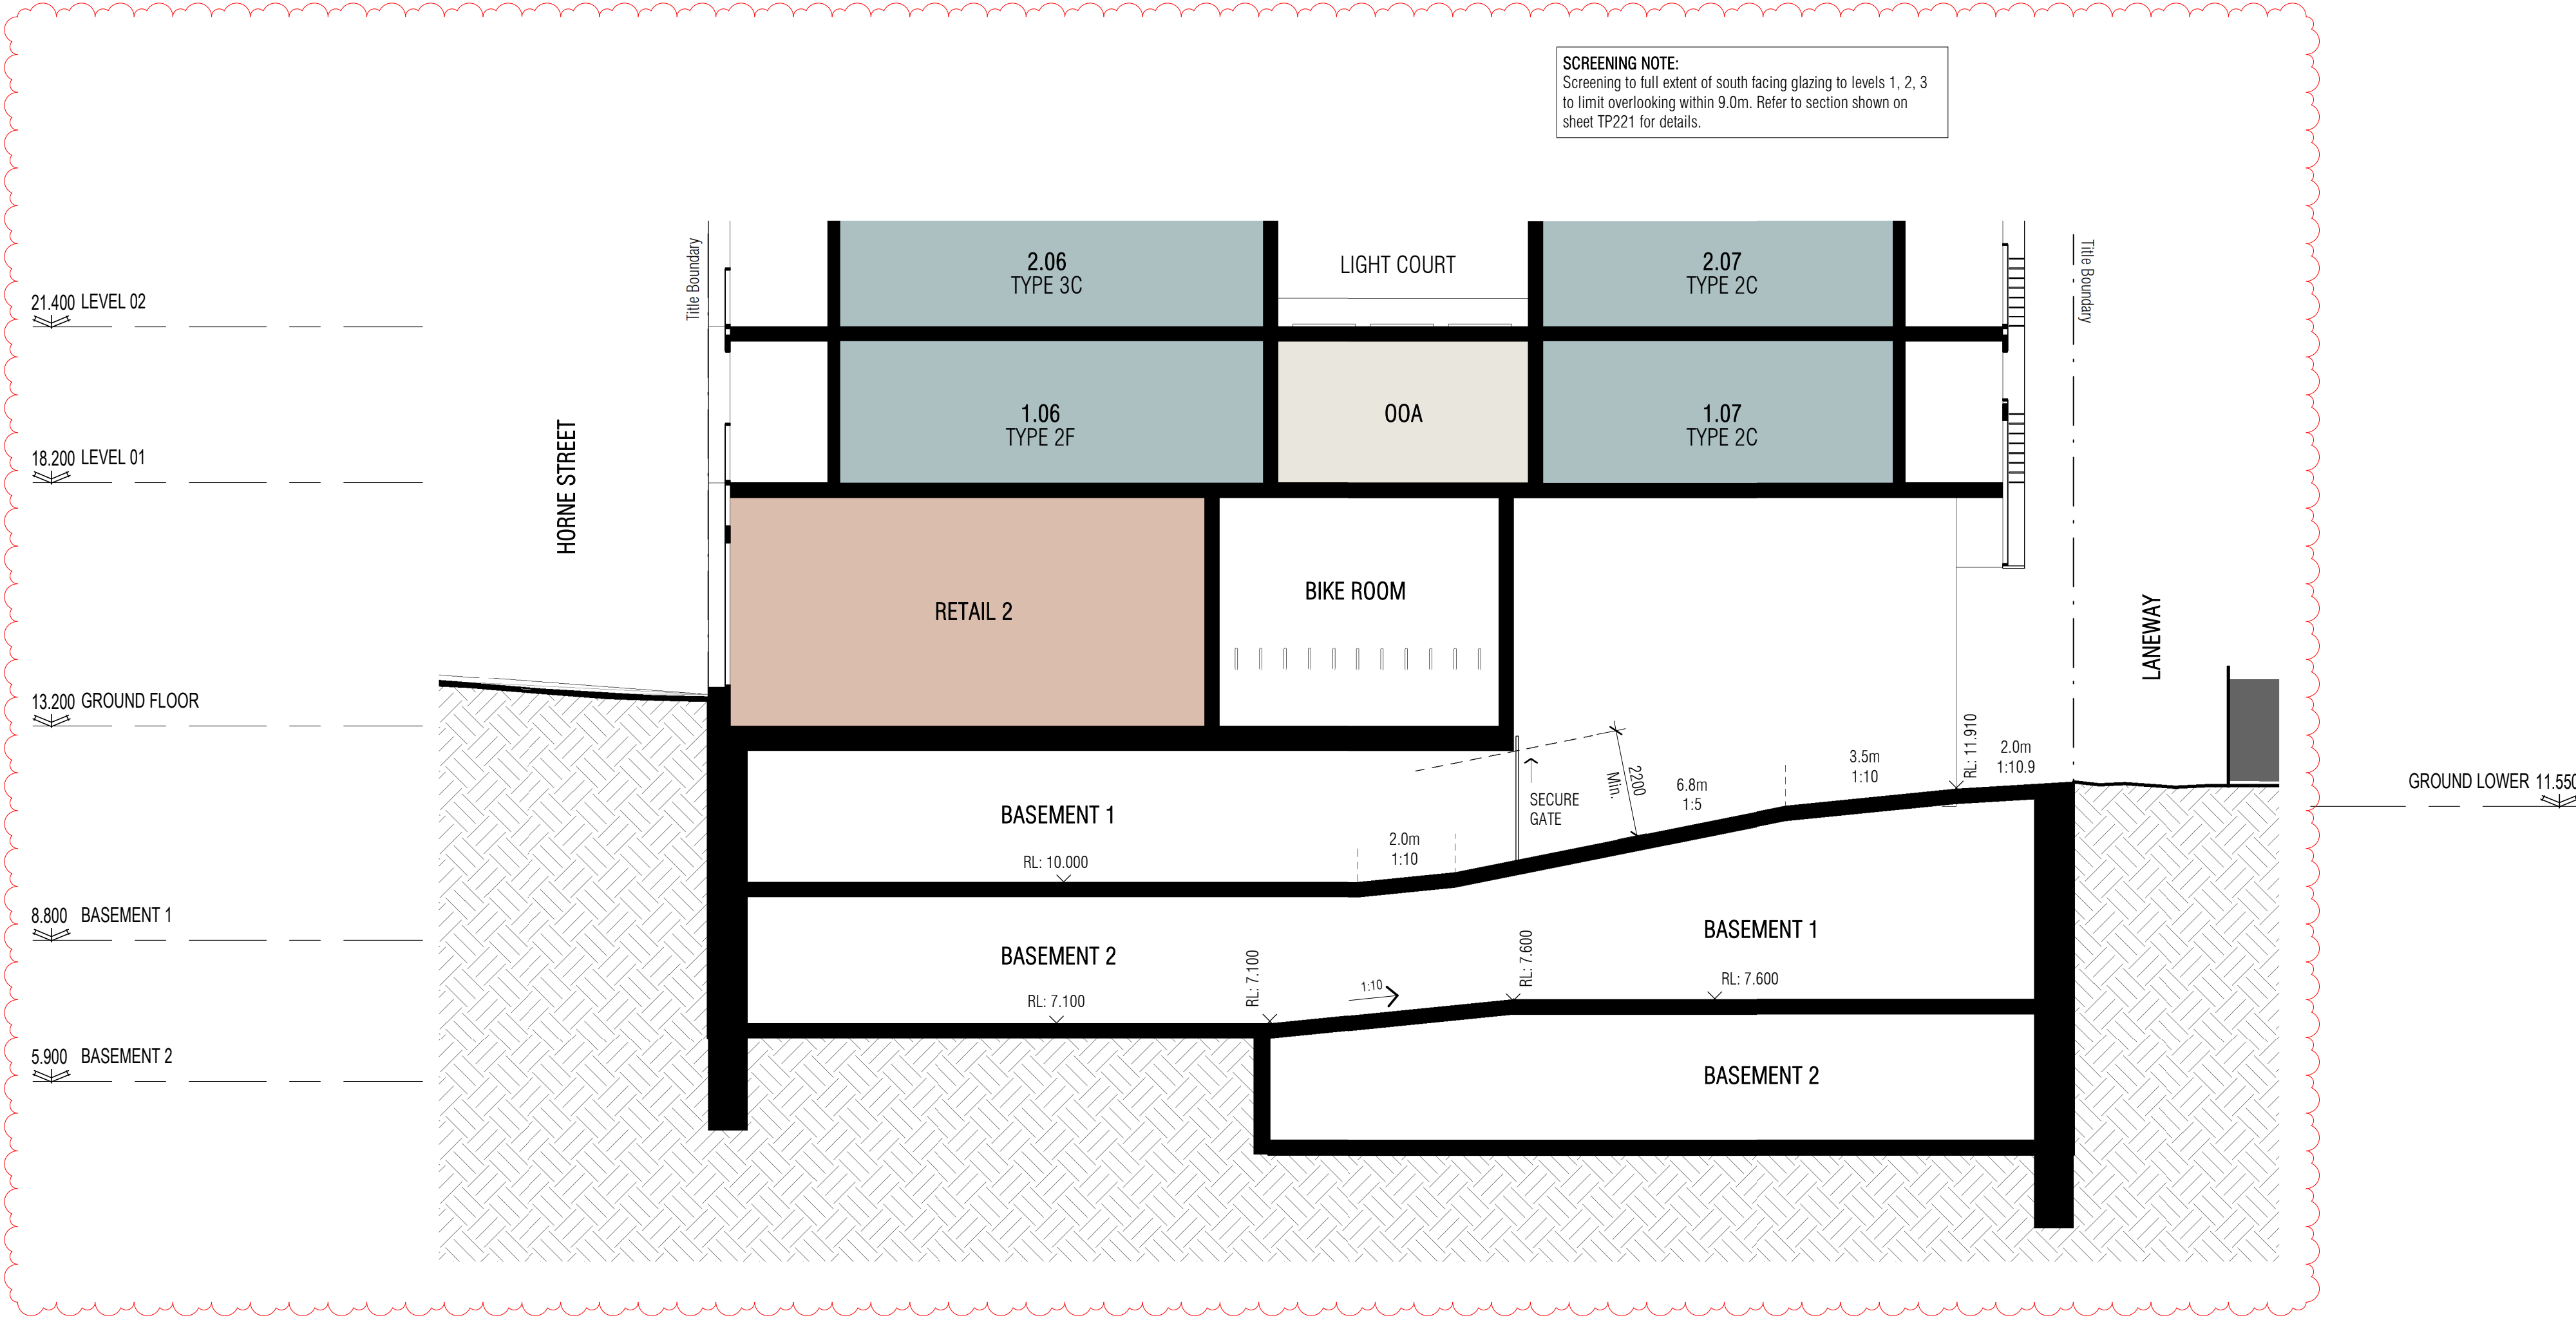 SCREENING NOTE:
Screening to full extent of south facing glazing to levels 1, 2, 3
to limit overlooking within 9.0m. Refer to section shown on
sheet TP221 for details.
Title Boundary
Title Boundary
2.06
TYPE 3C
LIGHT COURT
2.07
TYPE 2C
21.400 LEVEL 02
1.06
TYPE 2F
OOA
1.07
TYPE 2C
18.200 LEVEL 01
HORNE STREET
RETAIL 2
BIKE ROOM
LANEWAY
13.200 GROUND FLOOR
RL: 11.910
2.0m
1:10.9
3.5m
1:10
6.8m
1:5
2200
Min.
SECURE
GATE
GROUND LOWER 11.550
BASEMENT 1
2.0m
1:10
RL: 10.000
8.800 BASEMENT 1
BASEMENT 1
BASEMENT 2
RL: 7.100
RL: 7.600
RL: 7.600
1:10
RL: 7.100
5.900 BASEMENT 2
BASEMENT 2